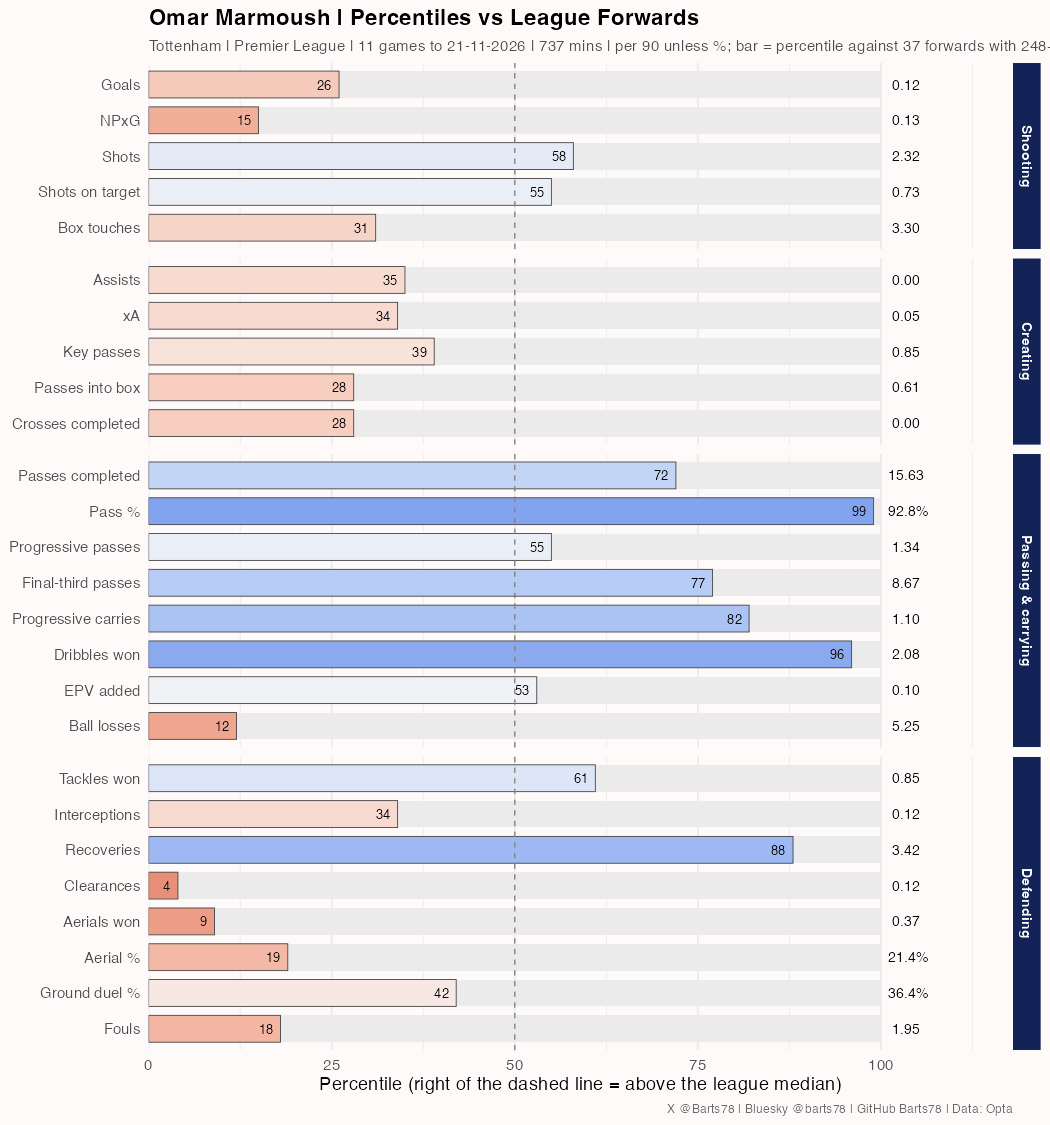 Omar Marmoush | Percentiles vs League Forwards
Tottenham | Premier League | 11 games to 21-11-2026 | 737 mins | per 90 unless %; bar = percentile against 37 forwards with 248-
Goals 26 0.12
NPxG 15 0.13
Shots 58 2.32
Shots on target 55 0.73
Box touches 31 3.30
Shooting
Assists 35 0.00
xA 34 0.05
Key passes 39 0.85
Passes into box 28 0.61
Crosses completed 28 0.00
Creating
Passes completed 72 15.63
Pass % 99 92.8%
Progressive passes 55 1.34
Final-third passes 77 8.67
Progressive carries 82 1.10
Dribbles won 96 2.08
EPV added 53 0.10
Ball losses 12 5.25
Passing & carrying
Tackles won 61 0.85
Interceptions 34 0.12
Recoveries 88 3.42
Clearances 4 0.12
Aerials won 9 0.37
Aerial % 19 21.4%
Ground duel % 42 36.4%
Fouls 18 1.95
Defending
0 25 50 75 100
Percentile (right of the dashed line = above the league median)
X @Barts78 | Bluesky @barts78 | GitHub Barts78 | Data: Opta